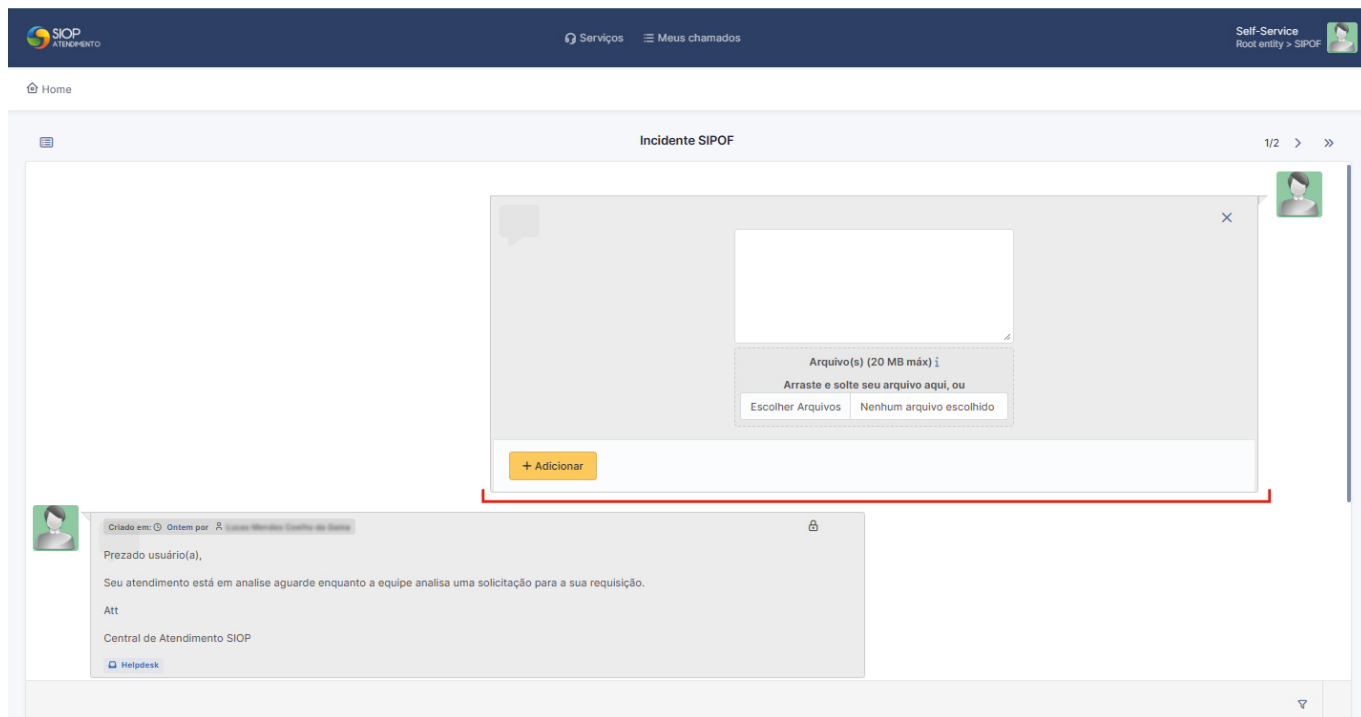 SIOP
ATENDIMENTO
Serviços
Meus chamados
Self-Service
Root entity > SIPOF
Home
Incidente SIPOF
1/2
Arquivo(s) (20 MB máx) i
Arraste e solte seu arquivo aqui, ou
Escolher Arquivos Nenhum arquivo escolhido
+ Adicionar
Criado em: Ontem por
Prezado usuário(a),
Seu atendimento está em analise aguarde enquanto a equipe analisa uma solicitação para a sua requisição.
Att
Central de Atendimento SIOP
Helpdesk